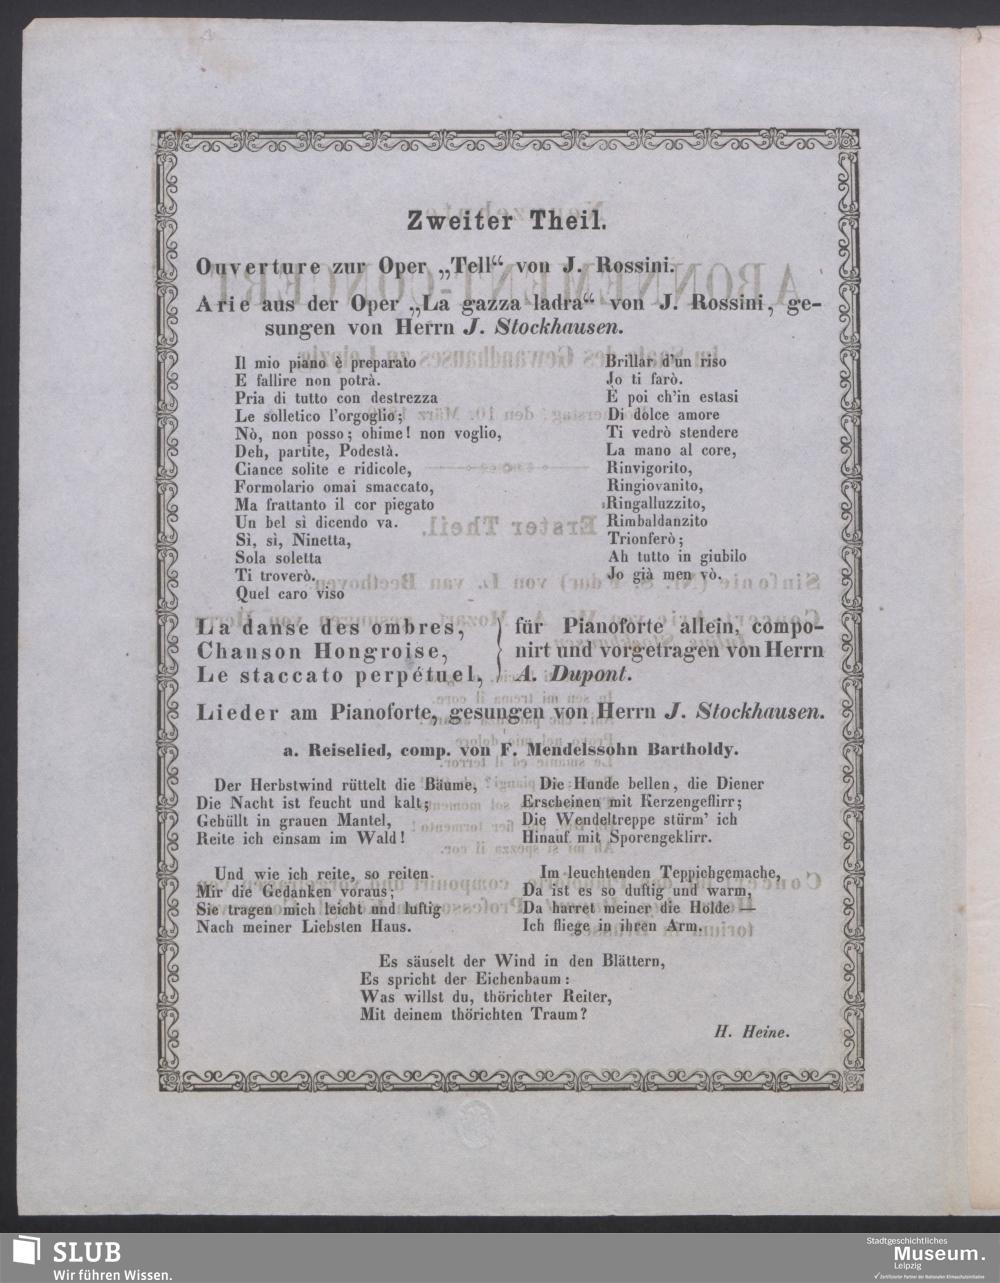 Zweiter Theil.
Ouverture zur Oper „Tell“ von J. Rossini.
Arie aus der Oper „La gazza ladra“ von J. Rossini, ge-
sungen von Herrn J. Stockhausen.
Il mio piano è preparato
E fallire non potrà.
Pria di tutto con destrezza
Le solletico l'orgoglio;
Nò, non posso; ohime! non voglio,
Deh, partite, Podestà.
Ciance solite e ridicole,
Formolario omai smaccato,
Ma frattanto il cor piegato
Un bel sì dicendo va.
Sì, sì, Ninetta,
Sola soletta
Ti troverò.
Quel caro viso
Brillar d'un riso
Jo ti farò.
È poi ch'in estasi
Di dolce amore
Ti vedrò stendere
La mano al core,
Rinvigorito,
Ringiovanito,
Ringalluzzito,
Rimbaldanzito
Trionferò;
Ah tutto in giubilo
Jo già men vò.
La danse des ombres,
Chanson Hongroise,
Le staccato perpétuel,
für Pianoforte allein, compo-
nirt und vorgetragen von Herrn
A. Dupont.
Lieder am Pianoforte, gesungen von Herrn J. Stockhausen.
a. Reiselied, comp. von F. Mendelssohn Bartholdy.
Der Herbstwind rüttelt die Bäume,
Die Nacht ist feucht und kalt;
Gehüllt in grauen Mantel,
Reite ich einsam im Wald!
Und wie ich reite, so reiten
Mir die Gedanken voraus;
Sie tragen mich leicht und luftig
Nach meiner Liebsten Haus.
Die Hunde bellen, die Diener
Erscheinen mit Kerzengeflirr;
Die Wendeltreppe stürm' ich
Hinauf mit Sporengeklirr.
Im leuchtenden Teppichgemache,
Da ist es so duftig und warm,
Da harret meiner die Holde —
Ich fliege in ihren Arm.
Es säuselt der Wind in den Blättern,
Es spricht der Eichenbaum:
Was willst du, thörichter Reiter,
Mit deinem thörichten Traum?
H. Heine.
SLUB
Wir führen Wissen.
Stadtgeschichtliches
Museum.
Leipzig